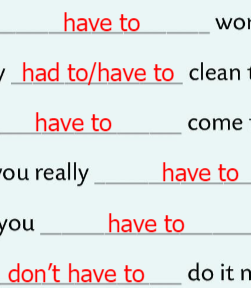 have to wor
y had to/have to clean t
have to come
you really have to
you have to
don't have to do it n